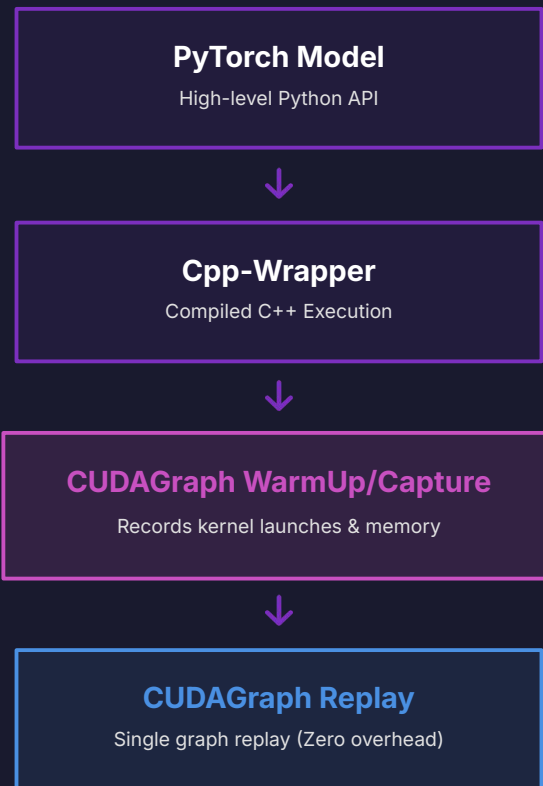 PyTorch Model
High-level Python API
Cpp-Wrapper
Compiled C++ Execution
CUDAGraph WarmUp/Capture
Records kernel launches & memory
CUDAGraph Replay
Single graph replay (Zero overhead)